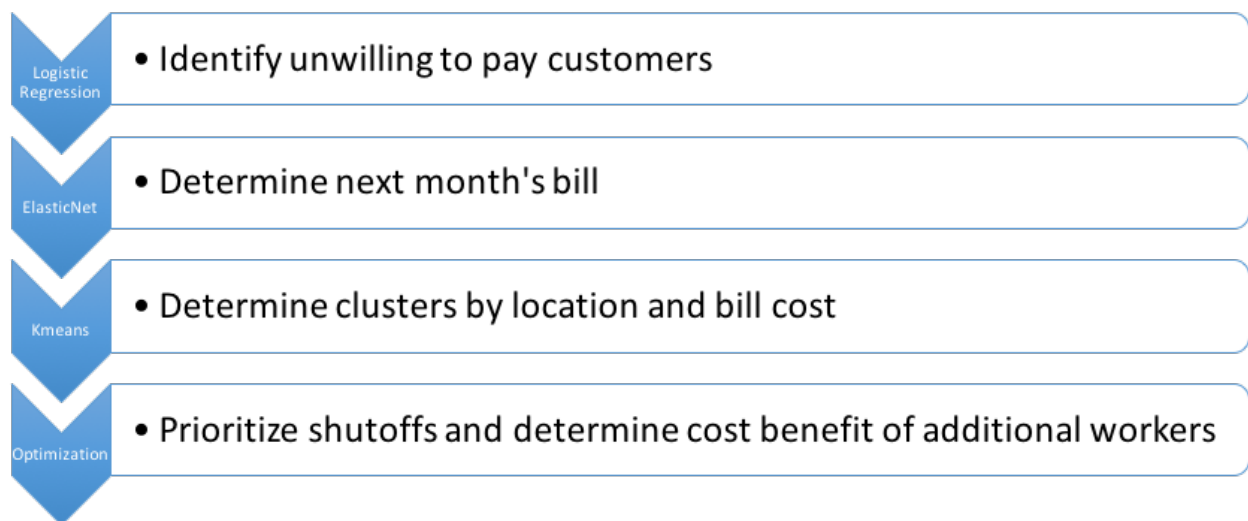 Logistic
Regression
• Identify unwilling to pay customers
ElasticNet
• Determine next month's bill
Kmeans
• Determine clusters by location and bill cost
Optimization
• Prioritize shutoffs and determine cost benefit of additional workers